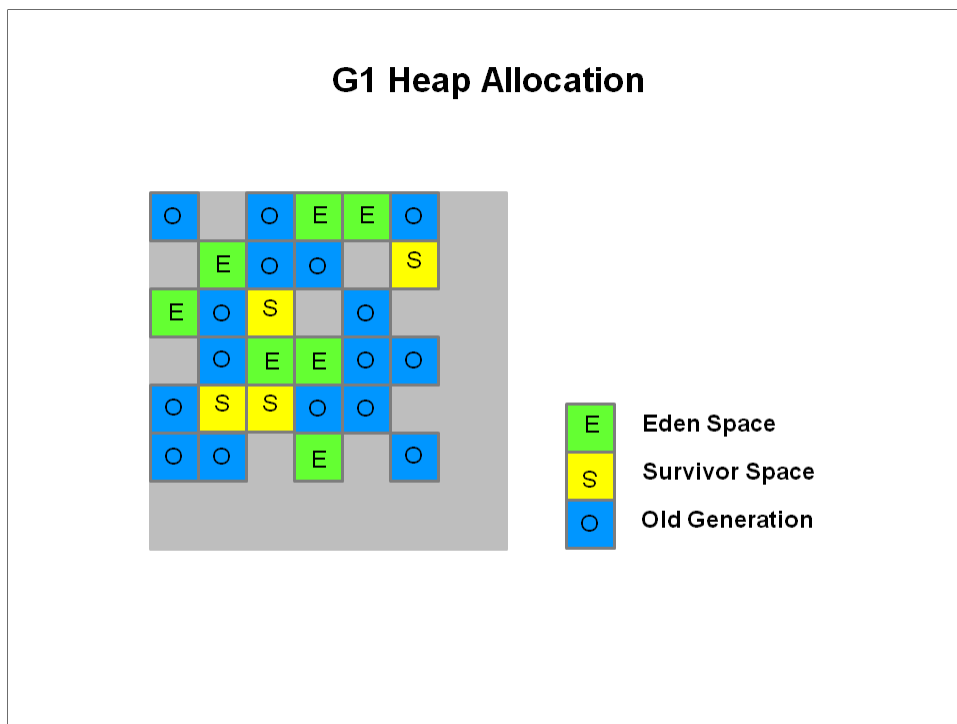 G1 Heap Allocation
O O E E O
E O O S
E O S O
O E E O O
O S S O O
O O E O
E Eden Space
S Survivor Space
O Old Generation